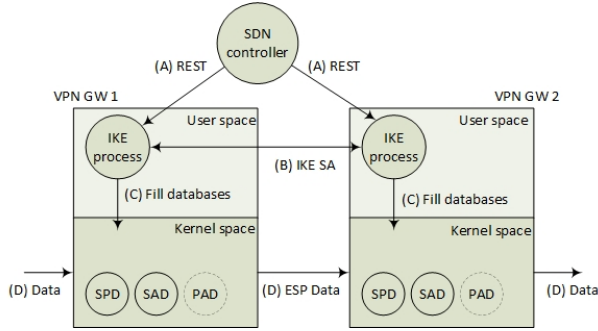 SDN
controller
(A) REST
(A) REST
VPN GW 1
VPN GW 2
User space
User space
IKE
process
IKE
process
(B) IKE SA
(C) Fill databases
(C) Fill databases
Kernel space
Kernel space
(D) Data
SPD
SAD
PAD
(D) ESP Data
SPD
SAD
PAD
(D) Data